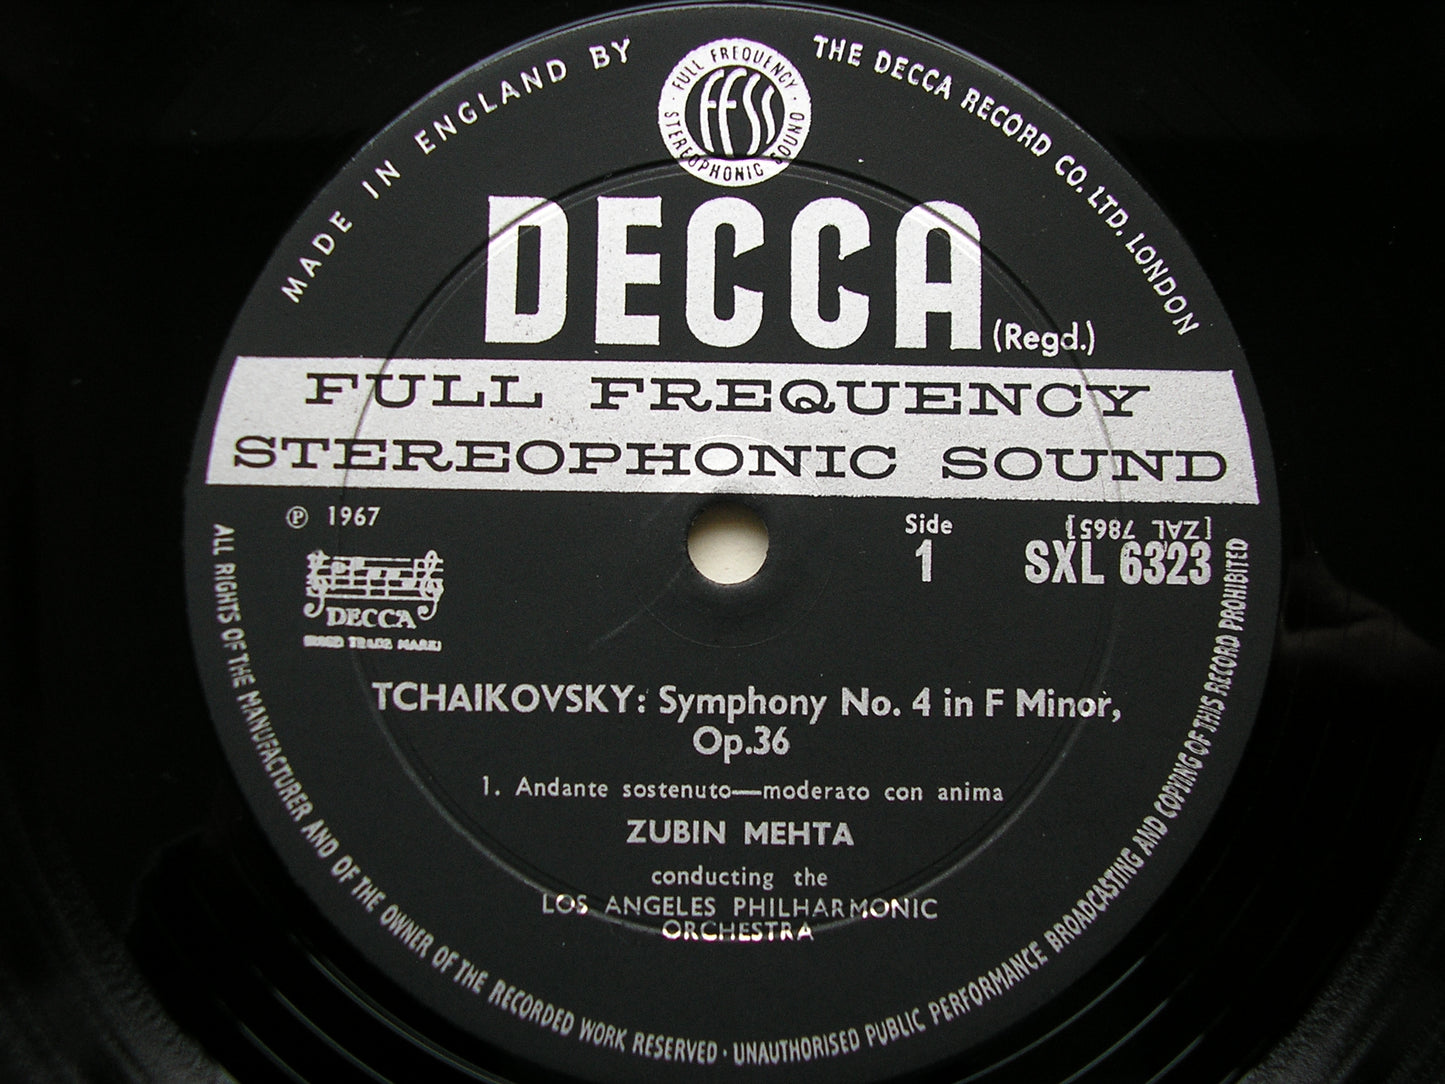 MADE IN ENGLAND BY
THE DECCA RECORD CO. LTD. LONDON
FULL FREQUENCY
FFSS
STEREOPHONIC SOUND
DECCA
(Regd.)
FULL FREQUENCY
STEREOPHONIC SOUND
℗ 1967
Side
1
[ZAL 7865]
SXL 6323
DECCA
TRADE MARK)
TCHAIKOVSKY: Symphony No. 4 in F Minor,
Op.36
1. Andante sostenuto—moderato con anima
ZUBIN MEHTA
conducting the
LOS ANGELES PHILHARMONIC
ORCHESTRA
ALL RIGHTS OF THE MANUFACTURER AND OF THE OWNER OF THE RECORDED WORK RESERVED · UNAUTHORISED PUBLIC PERFORMANCE BROADCASTING AND COPYING OF THIS RECORD PROHIBITED